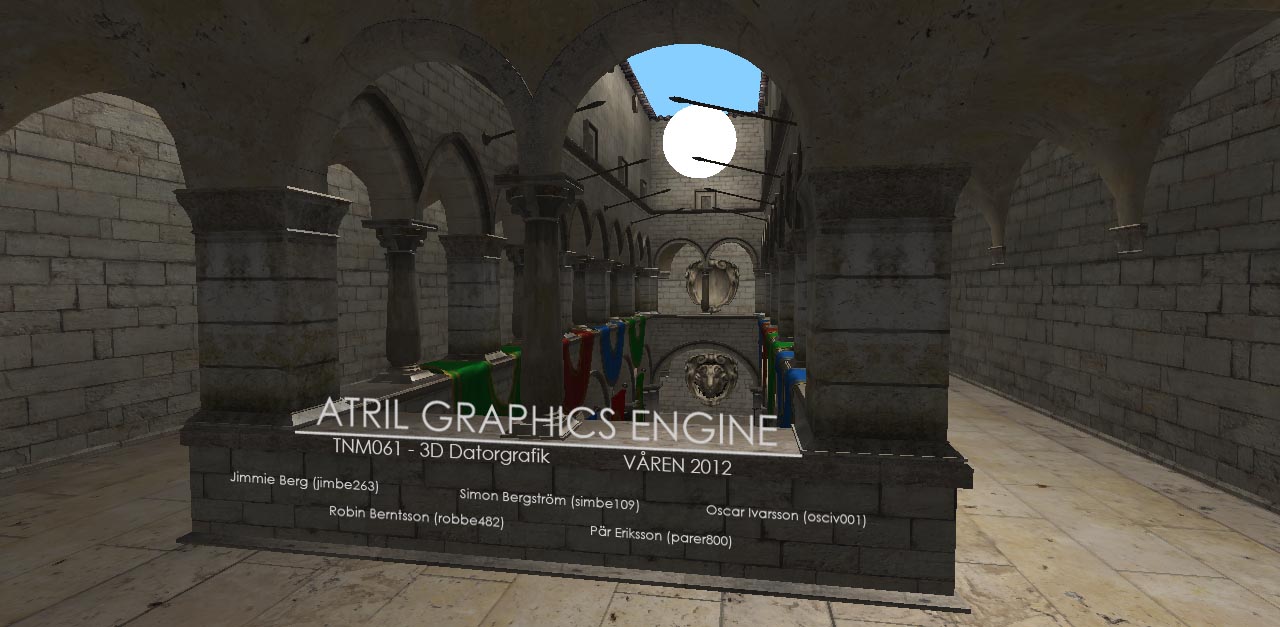 ATRIL GRAPHICS ENGINE
TNM061 - 3D Datorgrafik
VÅREN 2012
Jimmie Berg (jimbe263)
Simon Bergström (simbe109)
Oscar Ivarsson (osciv001)
Robin Berntsson (robbe482)
Pär Eriksson (parer800)